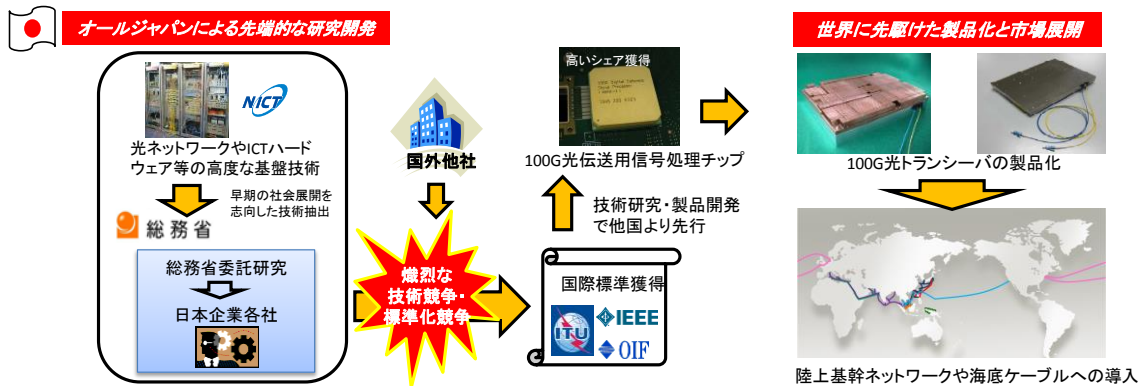 オールジャパンによる先端的な研究開発
NICT
光ネットワークやICTハード
ウェア等の高度な基盤技術
早期の社会展開を
志向した技術抽出
総務省
総務省委託研究
日本企業各社
国外他社
熾烈な
技術競争・
標準化競争
高いシェア獲得
100G光伝送用信号処理チップ
技術研究・製品開発
で他国より先行
国際標準獲得
ITU
IEEE
OIF
世界に先駆けた製品化と市場展開
100G光トランシーバの製品化
陸上基幹ネットワークや海底ケーブルへの導入